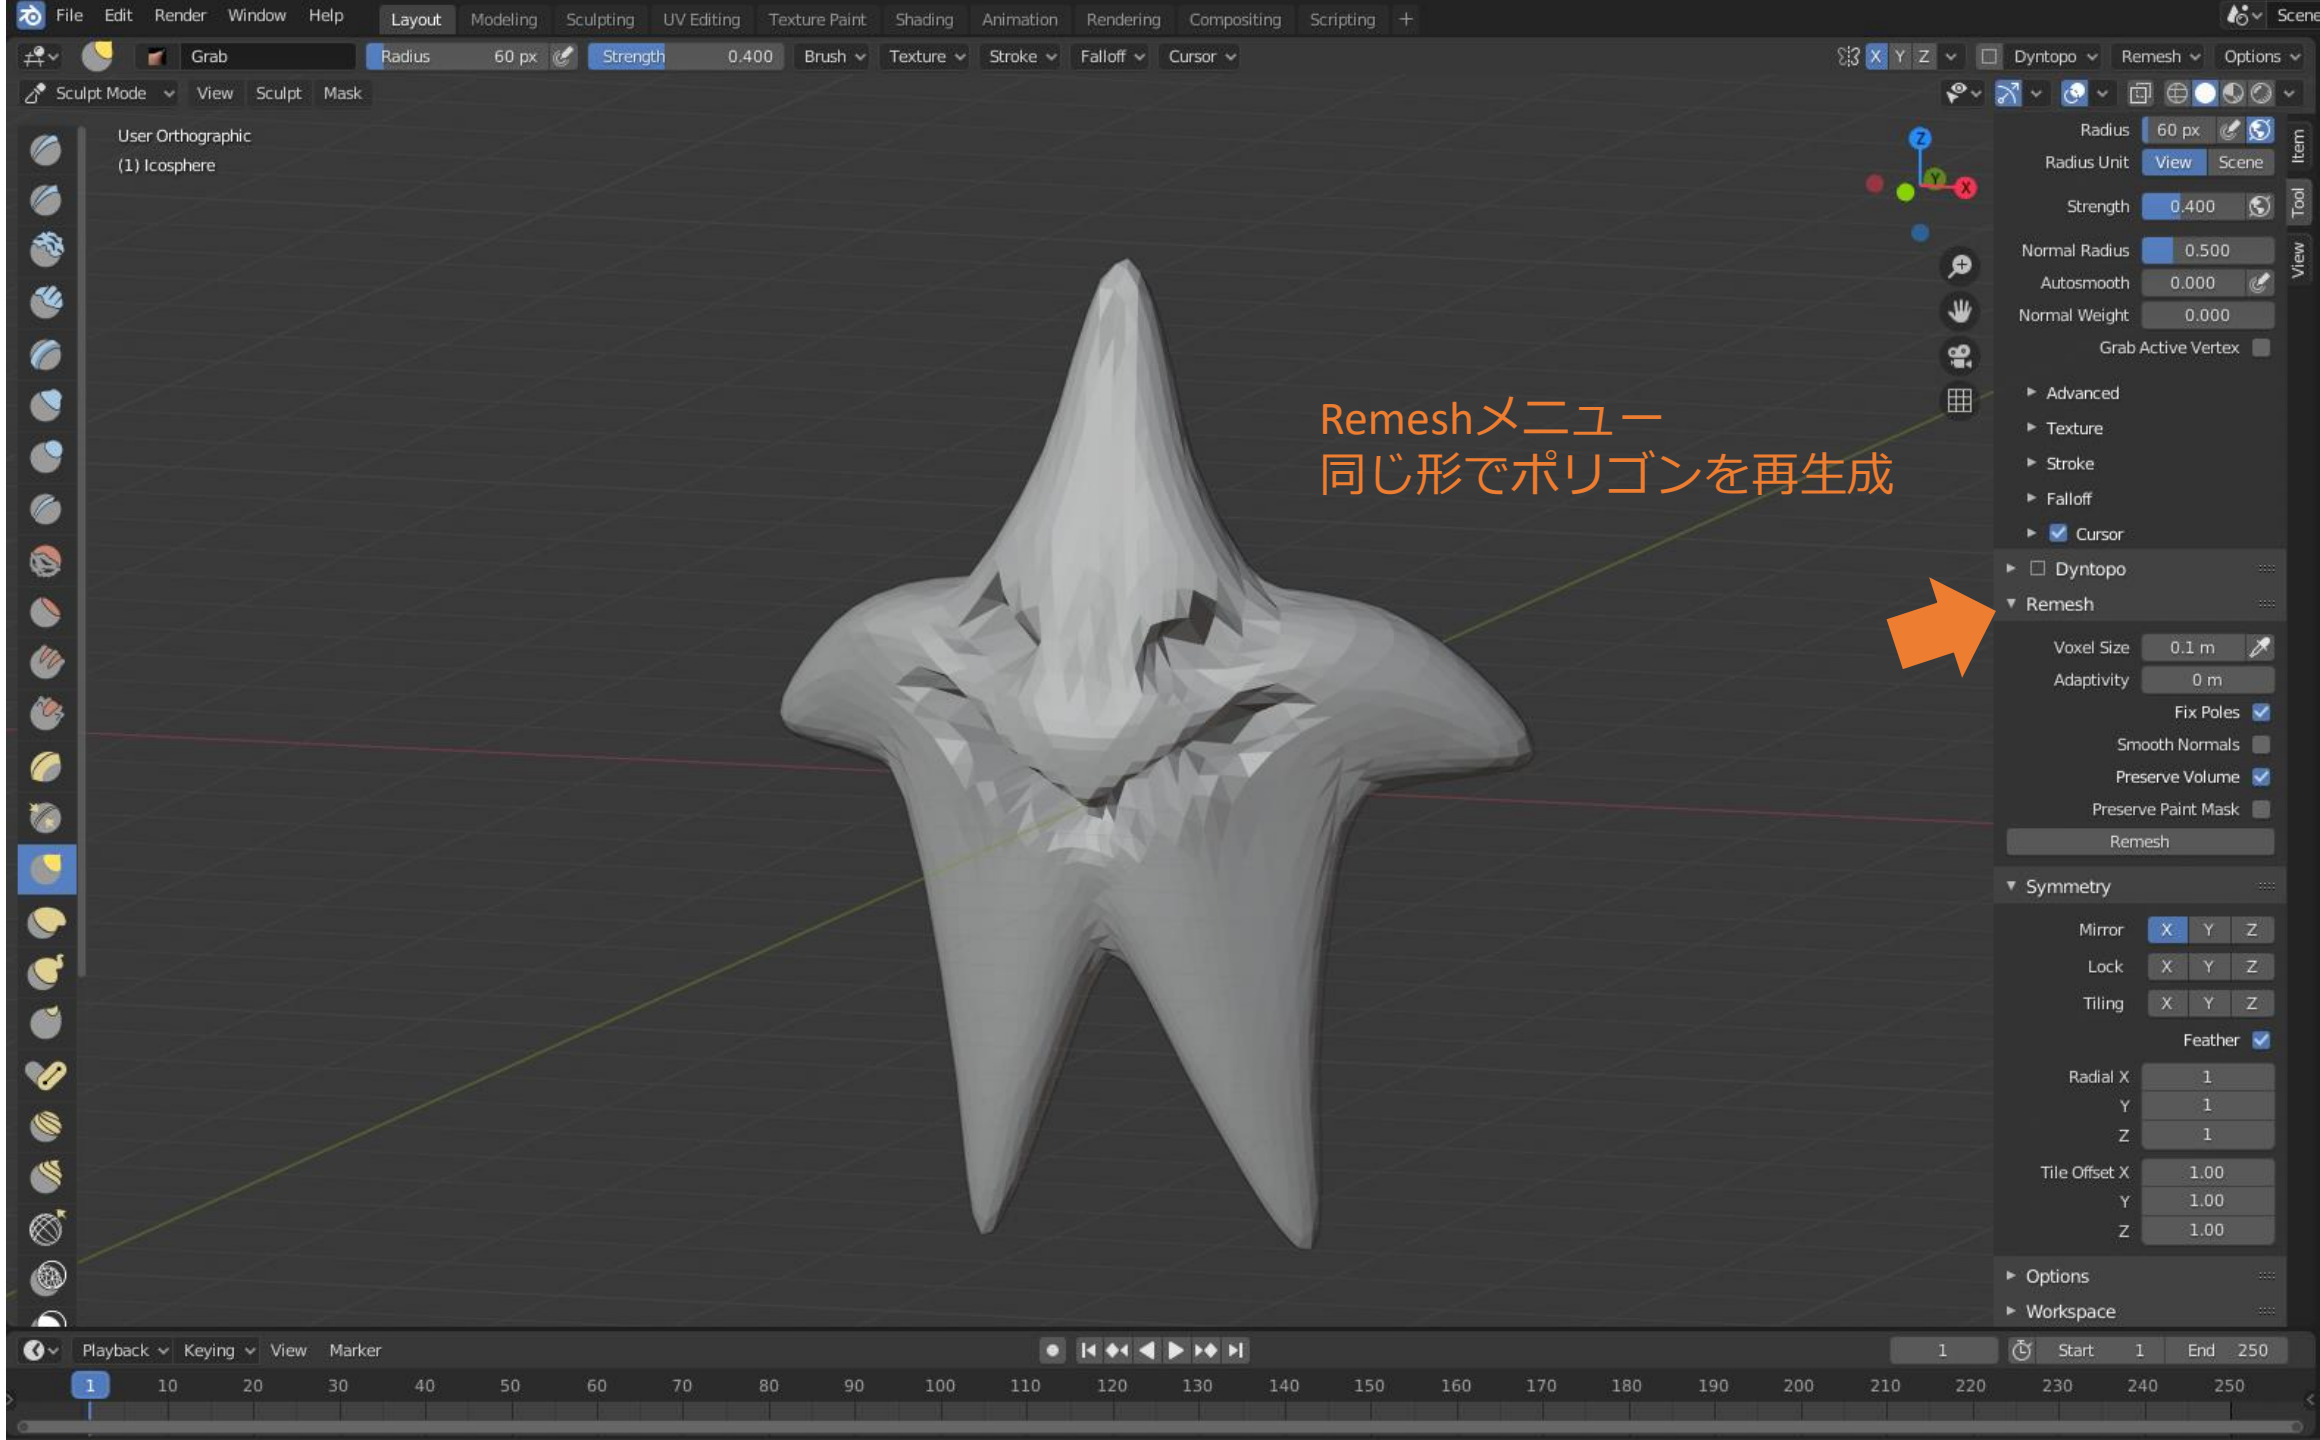 File Edit Render Window Help Layout Modeling Sculpting UV Editing Texture Paint Shading Animation Rendering Compositing Scripting + Scene
Grab Radius 60 px Strength 0.400 Brush Texture Stroke Falloff Cursor X Y Z Dyntopo Remesh Options
Sculpt Mode View Sculpt Mask
User Orthographic
(1) Icosphere
Z
Y
X
Remeshメニュー
同じ形でポリゴンを再生成
Radius 60 px
Radius Unit View Scene
Strength 0.400
Normal Radius 0.500
Autosmooth 0.000
Normal Weight 0.000
Grab Active Vertex
Advanced
Texture
Stroke
Falloff
Cursor
Dyntopo
Remesh
Voxel Size 0.1 m
Adaptivity 0 m
Fix Poles
Smooth Normals
Preserve Volume
Preserve Paint Mask
Remesh
Symmetry
Mirror X Y Z
Lock X Y Z
Tiling X Y Z
Feather
Radial X 1
Y 1
Z 1
Tile Offset X 1.00
Y 1.00
Z 1.00
Options
Workspace
Item
Tool
View
Playback Keying View Marker 1 Start 1 End 250
1 10 20 30 40 50 60 70 80 90 100 110 120 130 140 150 160 170 180 190 200 210 220 230 240 250